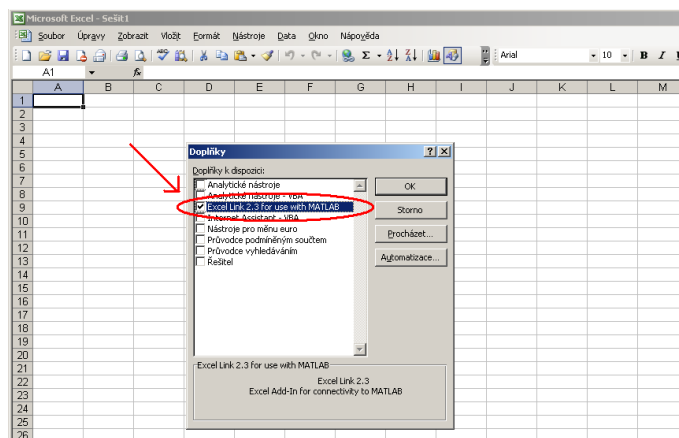 Microsoft Excel - Sešit1
Soubor Úpravy Zobrazit Vložit Formát Nástroje Data Okno Nápověda
Arial 10 B I
A1 fx
A B C D E F G H I J K L M
1
2
3
4
5
6
7
8
9
10
11
12
13
14
15
16
17
18
19
20
21
22
23
24
25
26
Doplňky
Doplňky k dispozici:
Analytické nástroje
Analytické nástroje - VBA
Excel Link 2.3 for use with MATLAB
Internet Assistant - VBA
Nástroje pro měnu euro
Průvodce podmíněným součtem
Průvodce vyhledáváním
Řešitel
OK
Storno
Procházet...
Automatizace...
Excel Link 2.3 for use with MATLAB
Excel Link 2.3
Excel Add-In for connectivity to MATLAB